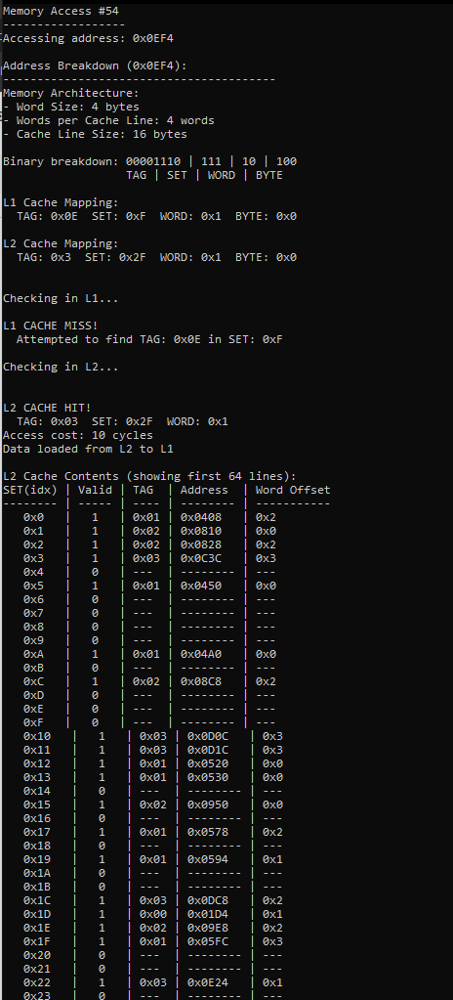 Memory Access #54
------------------
Accessing address: 0x0EF4
Address Breakdown (0x0EF4):
----------------------------------------
Memory Architecture:
- Word Size: 4 bytes
- Words per Cache Line: 4 words
- Cache Line Size: 16 bytes
Binary breakdown: 00001110 | 111 | 10 | 100
TAG | SET | WORD | BYTE
L1 Cache Mapping:
TAG: 0x0E  SET: 0xF  WORD: 0x1  BYTE: 0x0
L2 Cache Mapping:
TAG: 0x3  SET: 0x2F  WORD: 0x1  BYTE: 0x0
Checking in L1...
L1 CACHE MISS!
Attempted to find TAG: 0x0E in SET: 0xF
Checking in L2...
L2 CACHE HIT!
TAG: 0x03  SET: 0x2F  WORD: 0x1
Access cost: 10 cycles
Data loaded from L2 to L1
L2 Cache Contents (showing first 64 lines):
SET(idx) | Valid | TAG  | Address  | Word Offset
-------- | ----- | ---- | -------- | -----------
0x0    |   1   | 0x01 | 0x0408   | 0x2
0x1    |   1   | 0x02 | 0x0810   | 0x0
0x2    |   1   | 0x02 | 0x0828   | 0x2
0x3    |   1   | 0x03 | 0x0C3C   | 0x3
0x4    |   0   | ---  | -------- | ---
0x5    |   1   | 0x01 | 0x0450   | 0x0
0x6    |   0   | ---  | -------- | ---
0x7    |   0   | ---  | -------- | ---
0x8    |   0   | ---  | -------- | ---
0x9    |   0   | ---  | -------- | ---
0xA    |   1   | 0x01 | 0x04A0   | 0x0
0xB    |   0   | ---  | -------- | ---
0xC    |   1   | 0x02 | 0x08C8   | 0x2
0xD    |   0   | ---  | -------- | ---
0xE    |   0   | ---  | -------- | ---
0xF    |   0   | ---  | -------- | ---
0x10    |   1   | 0x03 | 0x0D0C   | 0x3
0x11    |   1   | 0x03 | 0x0D1C   | 0x3
0x12    |   1   | 0x01 | 0x0520   | 0x0
0x13    |   1   | 0x01 | 0x0530   | 0x0
0x14    |   0   | ---  | -------- | ---
0x15    |   1   | 0x02 | 0x0950   | 0x0
0x16    |   0   | ---  | -------- | ---
0x17    |   1   | 0x01 | 0x0578   | 0x2
0x18    |   0   | ---  | -------- | ---
0x19    |   1   | 0x01 | 0x0594   | 0x1
0x1A    |   0   | ---  | -------- | ---
0x1B    |   0   | ---  | -------- | ---
0x1C    |   1   | 0x03 | 0x0DC8   | 0x2
0x1D    |   1   | 0x00 | 0x01D4   | 0x1
0x1E    |   1   | 0x02 | 0x09E8   | 0x2
0x1F    |   1   | 0x01 | 0x05FC   | 0x3
0x20    |   0   | ---  | -------- | ---
0x21    |   0   | ---  | -------- | ---
0x22    |   1   | 0x03 | 0x0E24   | 0x1
0x23    |   0   | ---  | -------- | ---